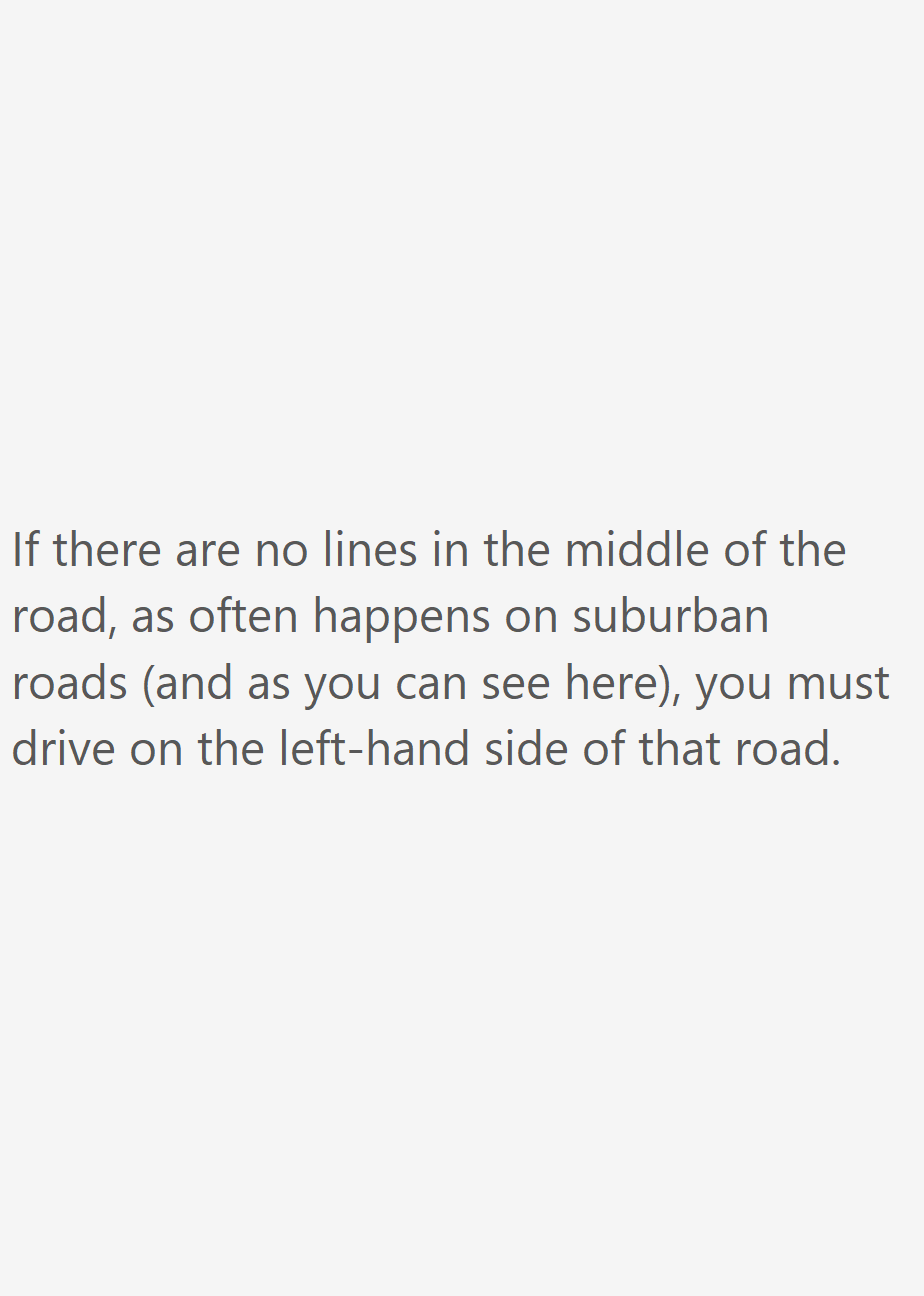 If there are no lines in the middle of the
road, as often happens on suburban
roads (and as you can see here), you must
drive on the left-hand side of that road.